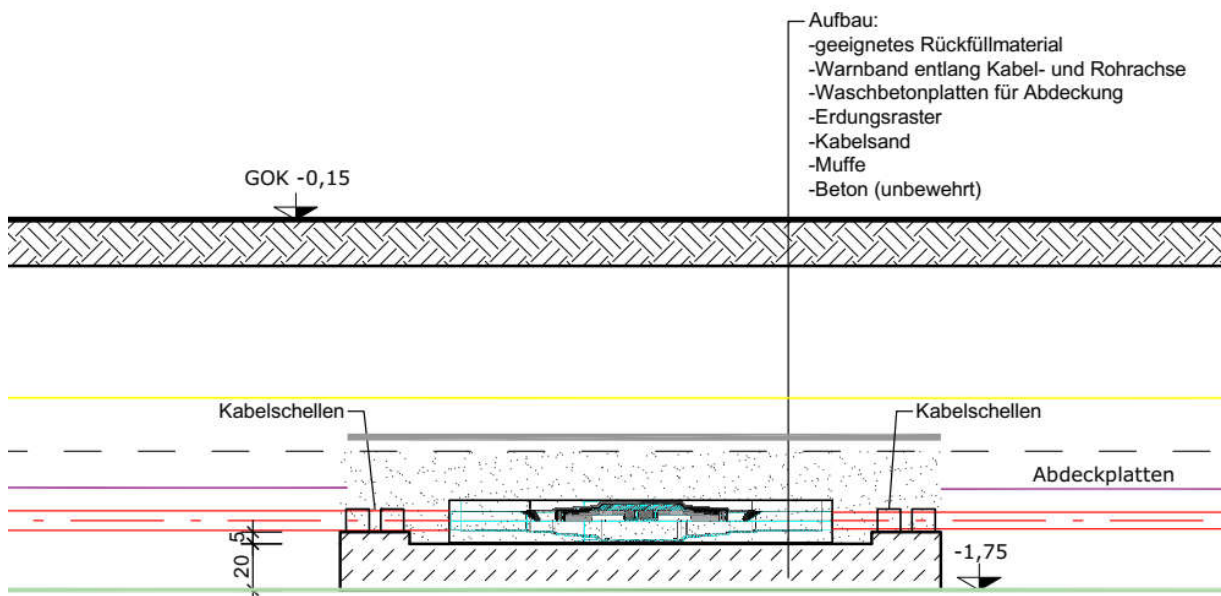 Aufbau:
-geeignetes Rückfüllmaterial
-Warnband entlang Kabel- und Rohrachse
-Waschbetonplatten für Abdeckung
-Erdungsraster
-Kabelsand
-Muffe
-Beton (unbewehrt)
GOK -0,15
Kabelschellen
Kabelschellen
Abdeckplatten
5
20
-1,75